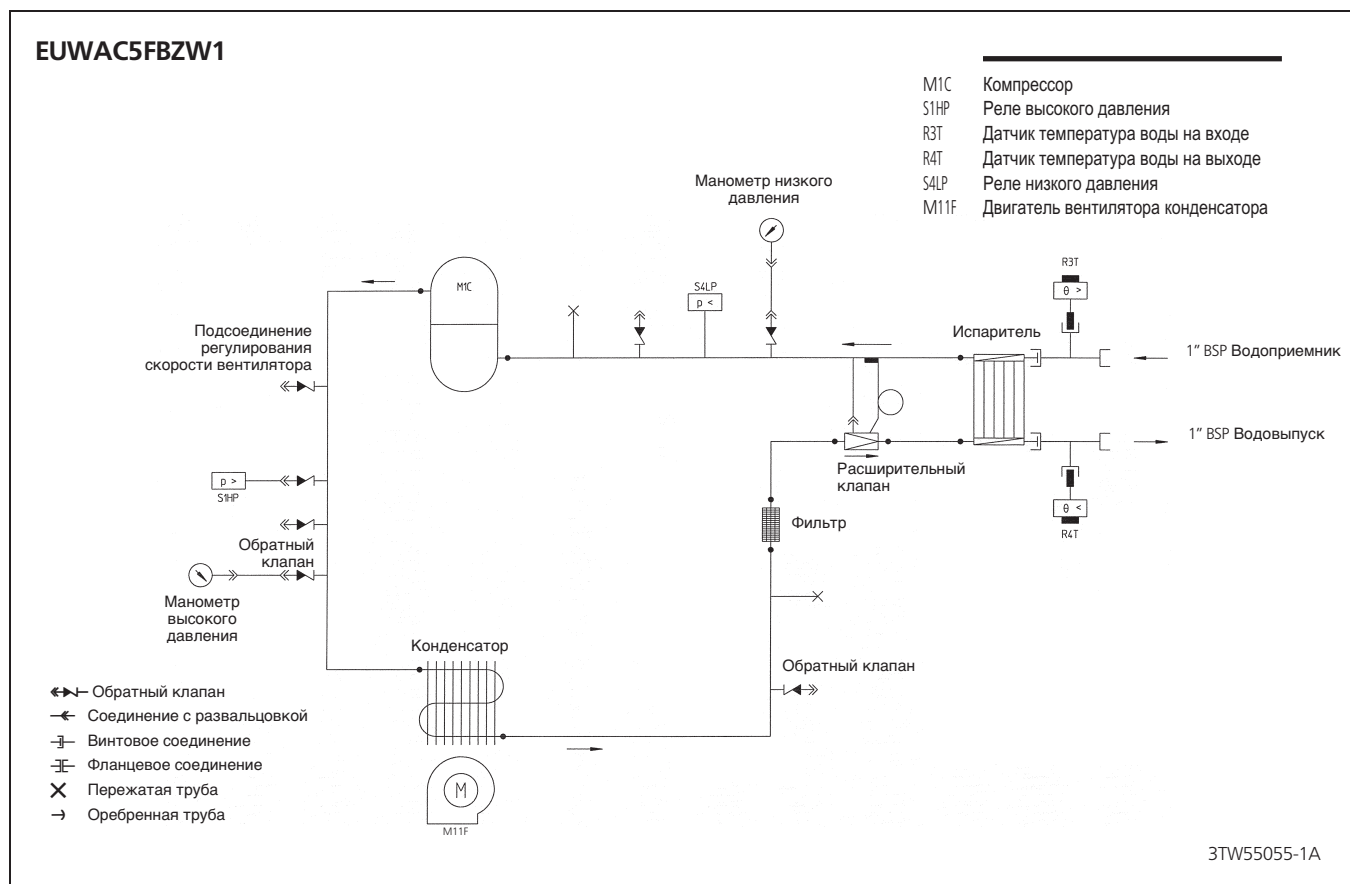 EUWAC5FBZW1
M1C Компрессор
S1HP Реле высокого давления
R3T Датчик температура воды на входе
R4T Датчик температура воды на выходе
S4LP Реле низкого давления
M11F Двигатель вентилятора конденсатора
Манометр низкого
давления
R3T
θ >
M1C
S4LP
p <
Подсоединение
регулирования
скорости вентилятора
Испаритель
1” BSP Водоприемник
1” BSP Водовыпуск
Расширительный
клапан
p >
S1HP
Фильтр
θ <
R4T
Обратный
клапан
Манометр
высокого
давления
Конденсатор
Обратный клапан
Обратный клапан
Соединение с развальцовкой
Винтовое соединение
Фланцевое соединение
Пережатая труба
Оребренная труба
M
M11F
3TW55055-1A